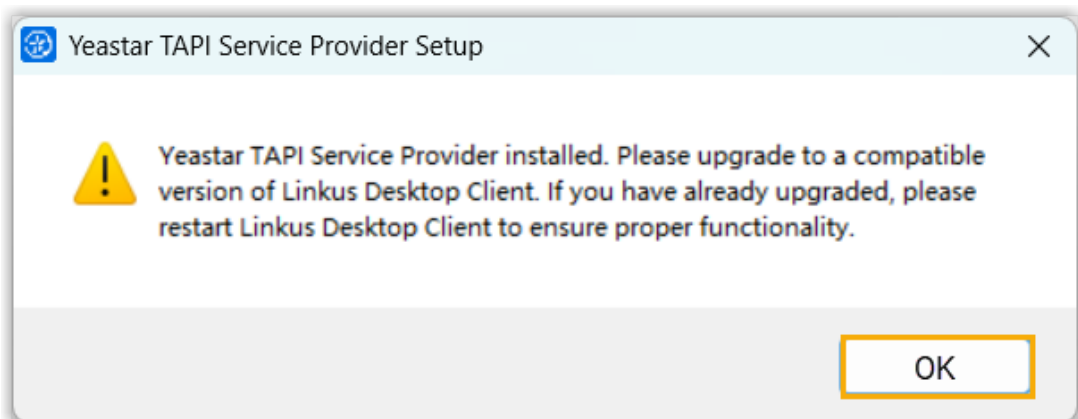 Yeastar TAPI Service Provider Setup
Yeastar TAPI Service Provider installed. Please upgrade to a compatible
version of Linkus Desktop Client. If you have already upgraded, please
restart Linkus Desktop Client to ensure proper functionality.
OK